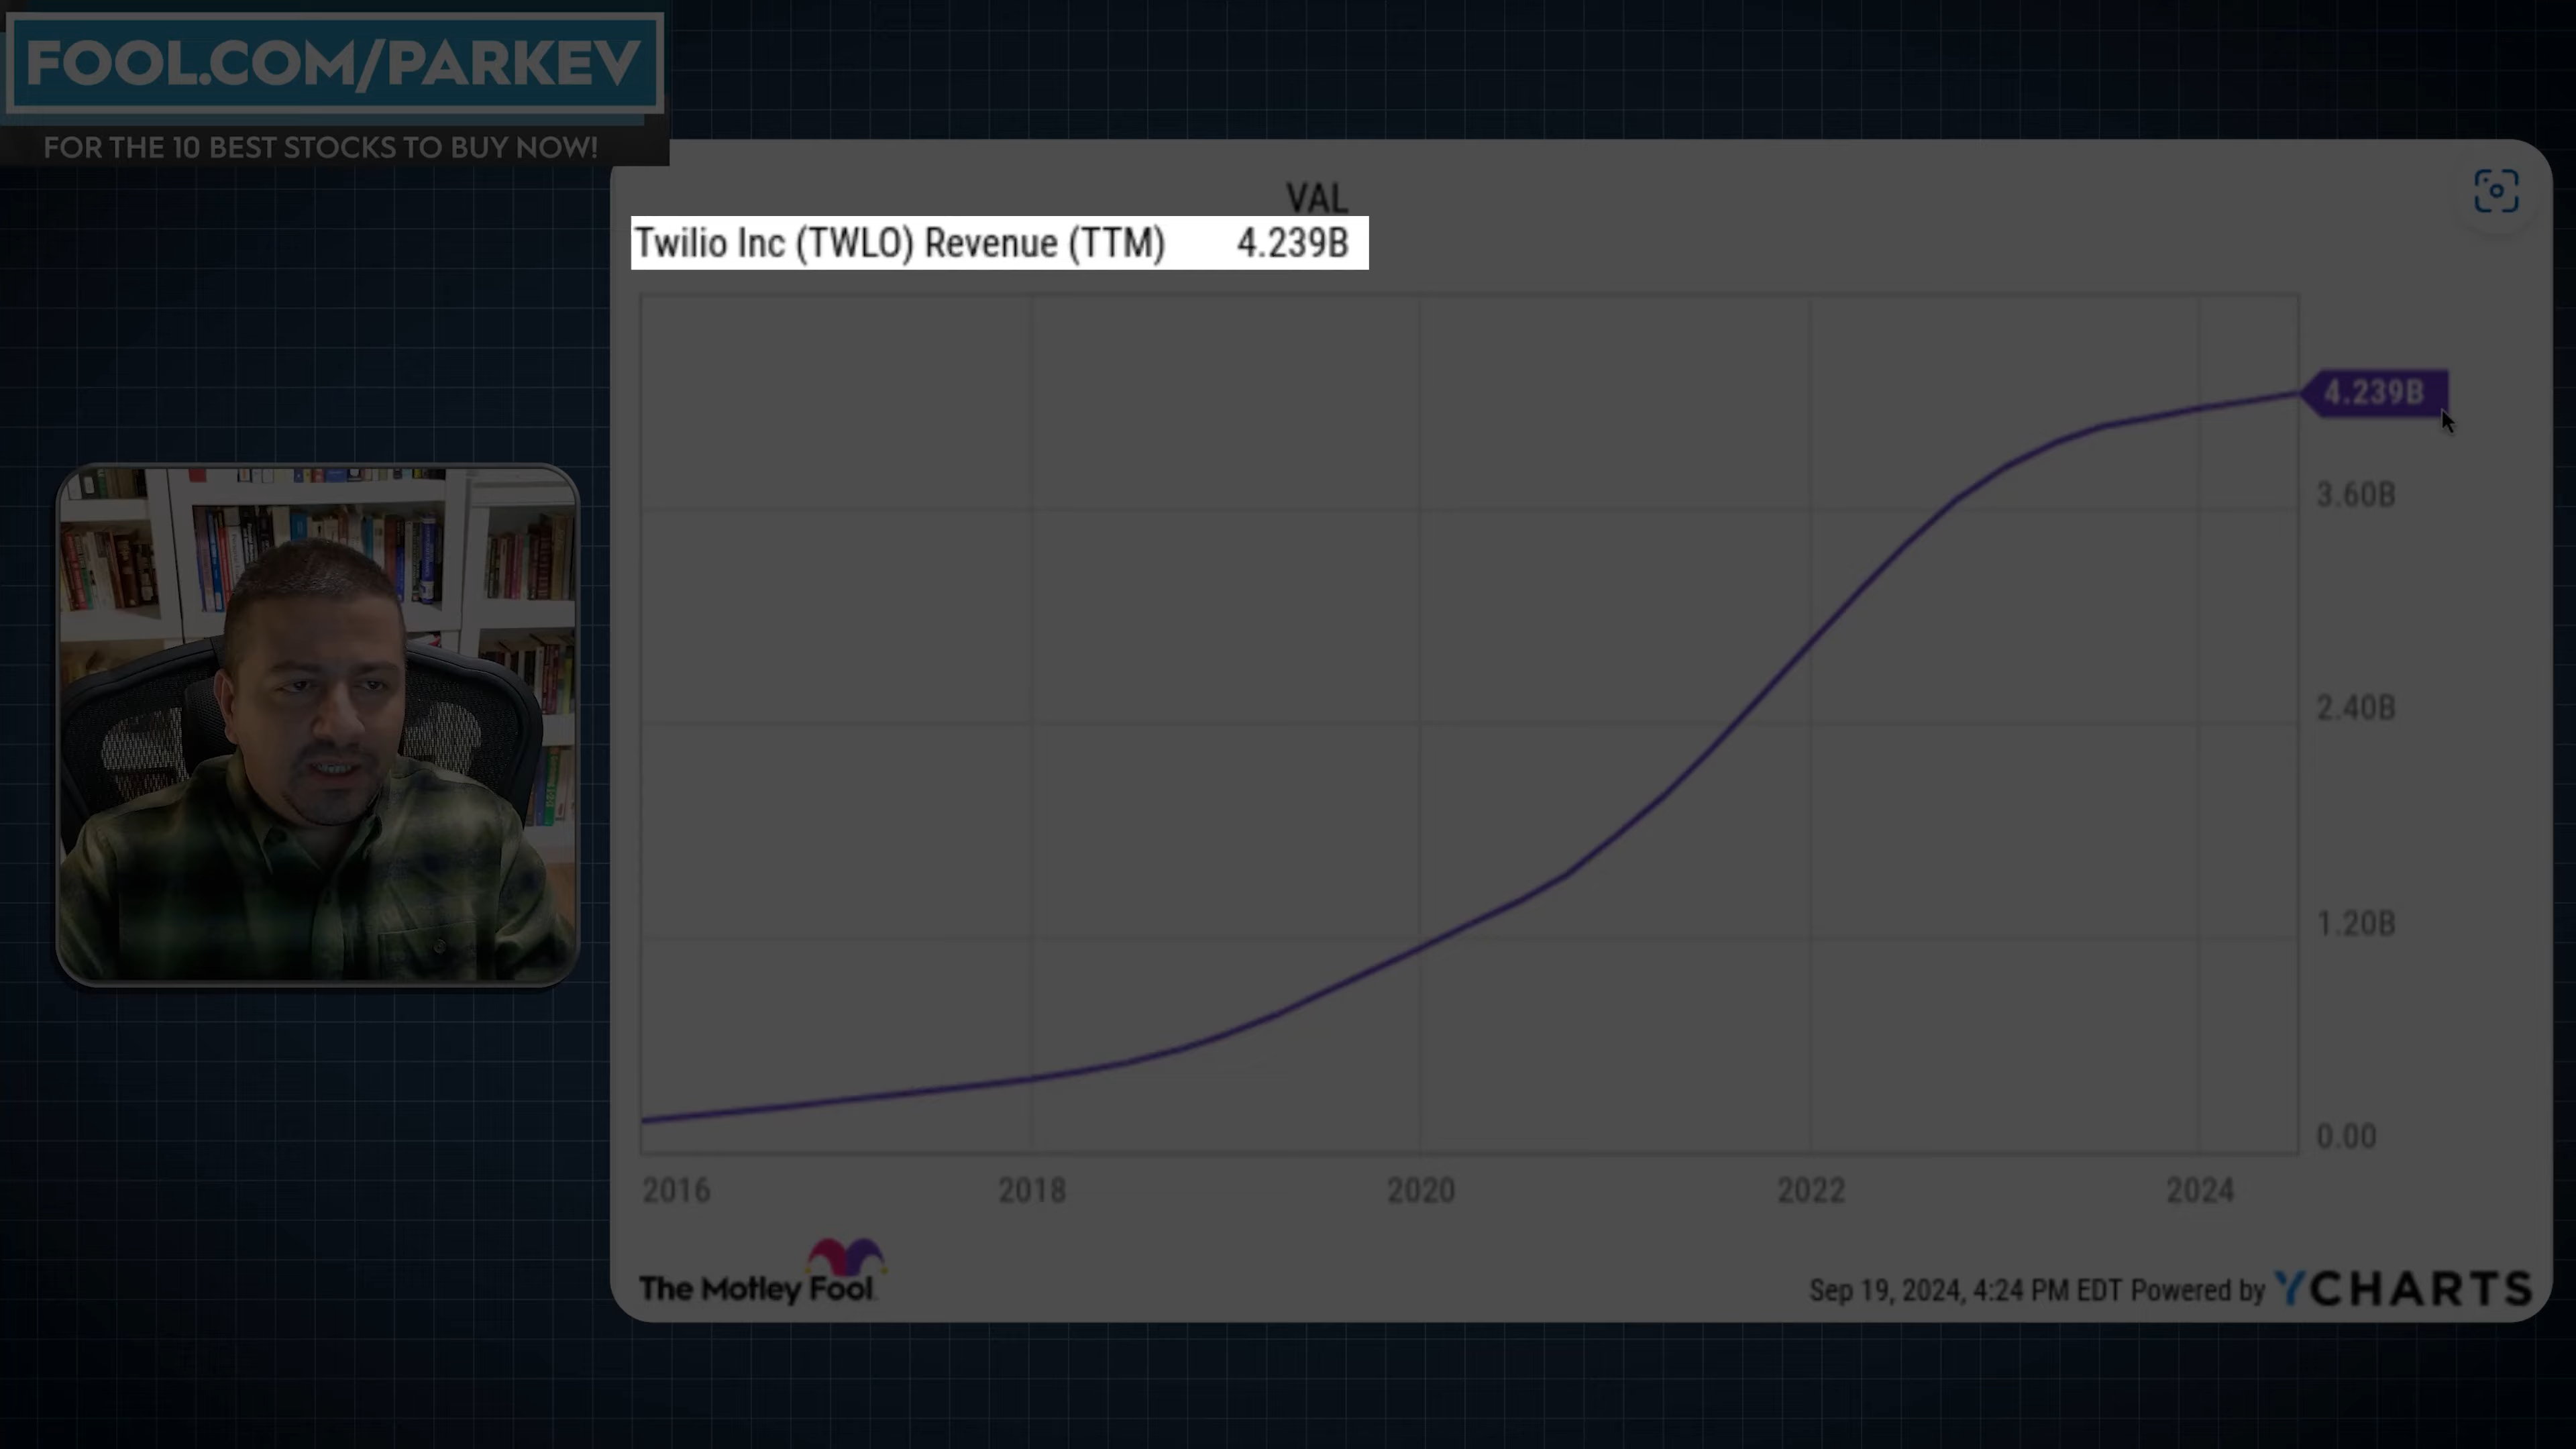 FOOL.COM/PARKEV
FOR THE 10 BEST STOCKS TO BUY NOW!
VAL
Twilio Inc (TWLO) Revenue (TTM) 4.239B
4.239B
3.60B
2.40B
1.20B
0.00
2016 2018 2020 2022 2024
The Motley Fool
Sep 19, 2024, 4:24 PM EDT Powered by YCHARTS